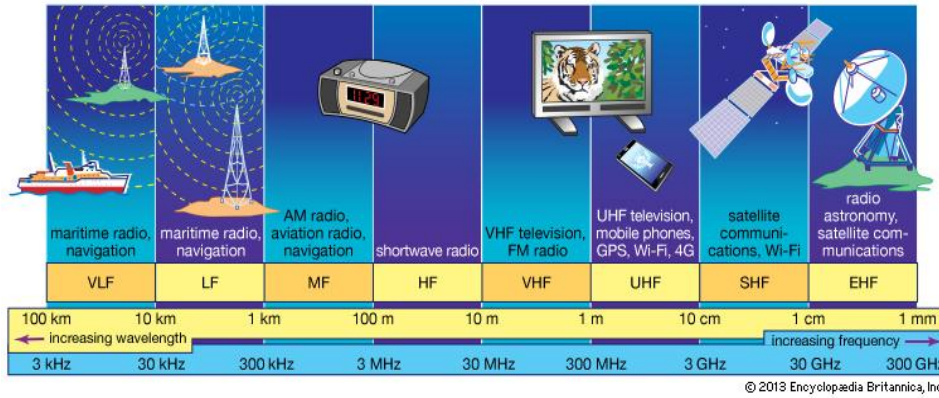 11:29
maritime radio,
navigation
maritime radio,
navigation
AM radio,
aviation radio,
navigation
shortwave radio
VHF television,
FM radio
UHF television,
mobile phones,
GPS, Wi-Fi, 4G
satellite
communi-
cations, Wi-Fi
radio
astronomy,
satellite com-
munications
VLF LF MF HF VHF UHF SHF EHF
100 km 10 km 1 km 100 m 10 m 1 m 10 cm 1 cm 1 mm
increasing wavelength increasing frequency
3 kHz 30 kHz 300 kHz 3 MHz 30 MHz 300 MHz 3 GHz 30 GHz 300 GHz
© 2013 Encyclopædia Britannica, Inc